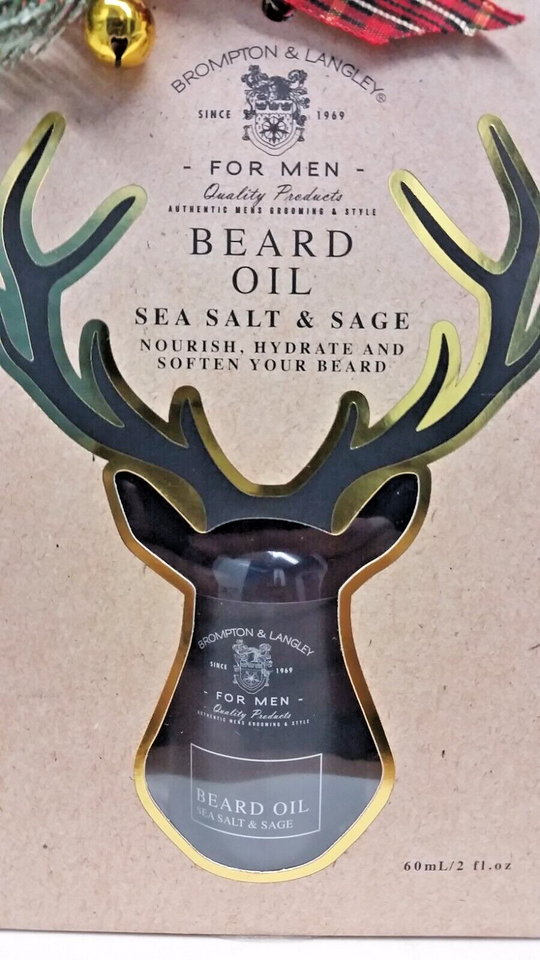 BROMPTON & LANGLEY®
SINCE 1969
- FOR MEN -
Quality Products
AUTHENTIC MENS GROOMING & STYLE
BEARD
OIL
SEA SALT & SAGE
NOURISH, HYDRATE AND
SOFTEN YOUR BEARD
BROMPTON & LANGLEY
SINCE 1969
- FOR MEN -
Quality Products
AUTHENTIC MENS GROOMING & STYLE
BEARD OIL
SEA SALT & SAGE
60mL/2 fl.oz